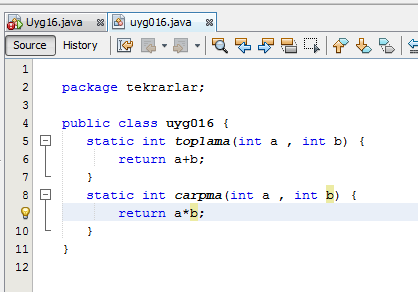 Uyg16.java
uyg016.java
Source
History
1
2 package tekrarlar;
3
4 public class uyg016 {
5 static int toplama(int a , int b) {
6 return a+b;
7 }
8 static int carpma(int a , int b) {
return a*b;
10 }
11 }
12